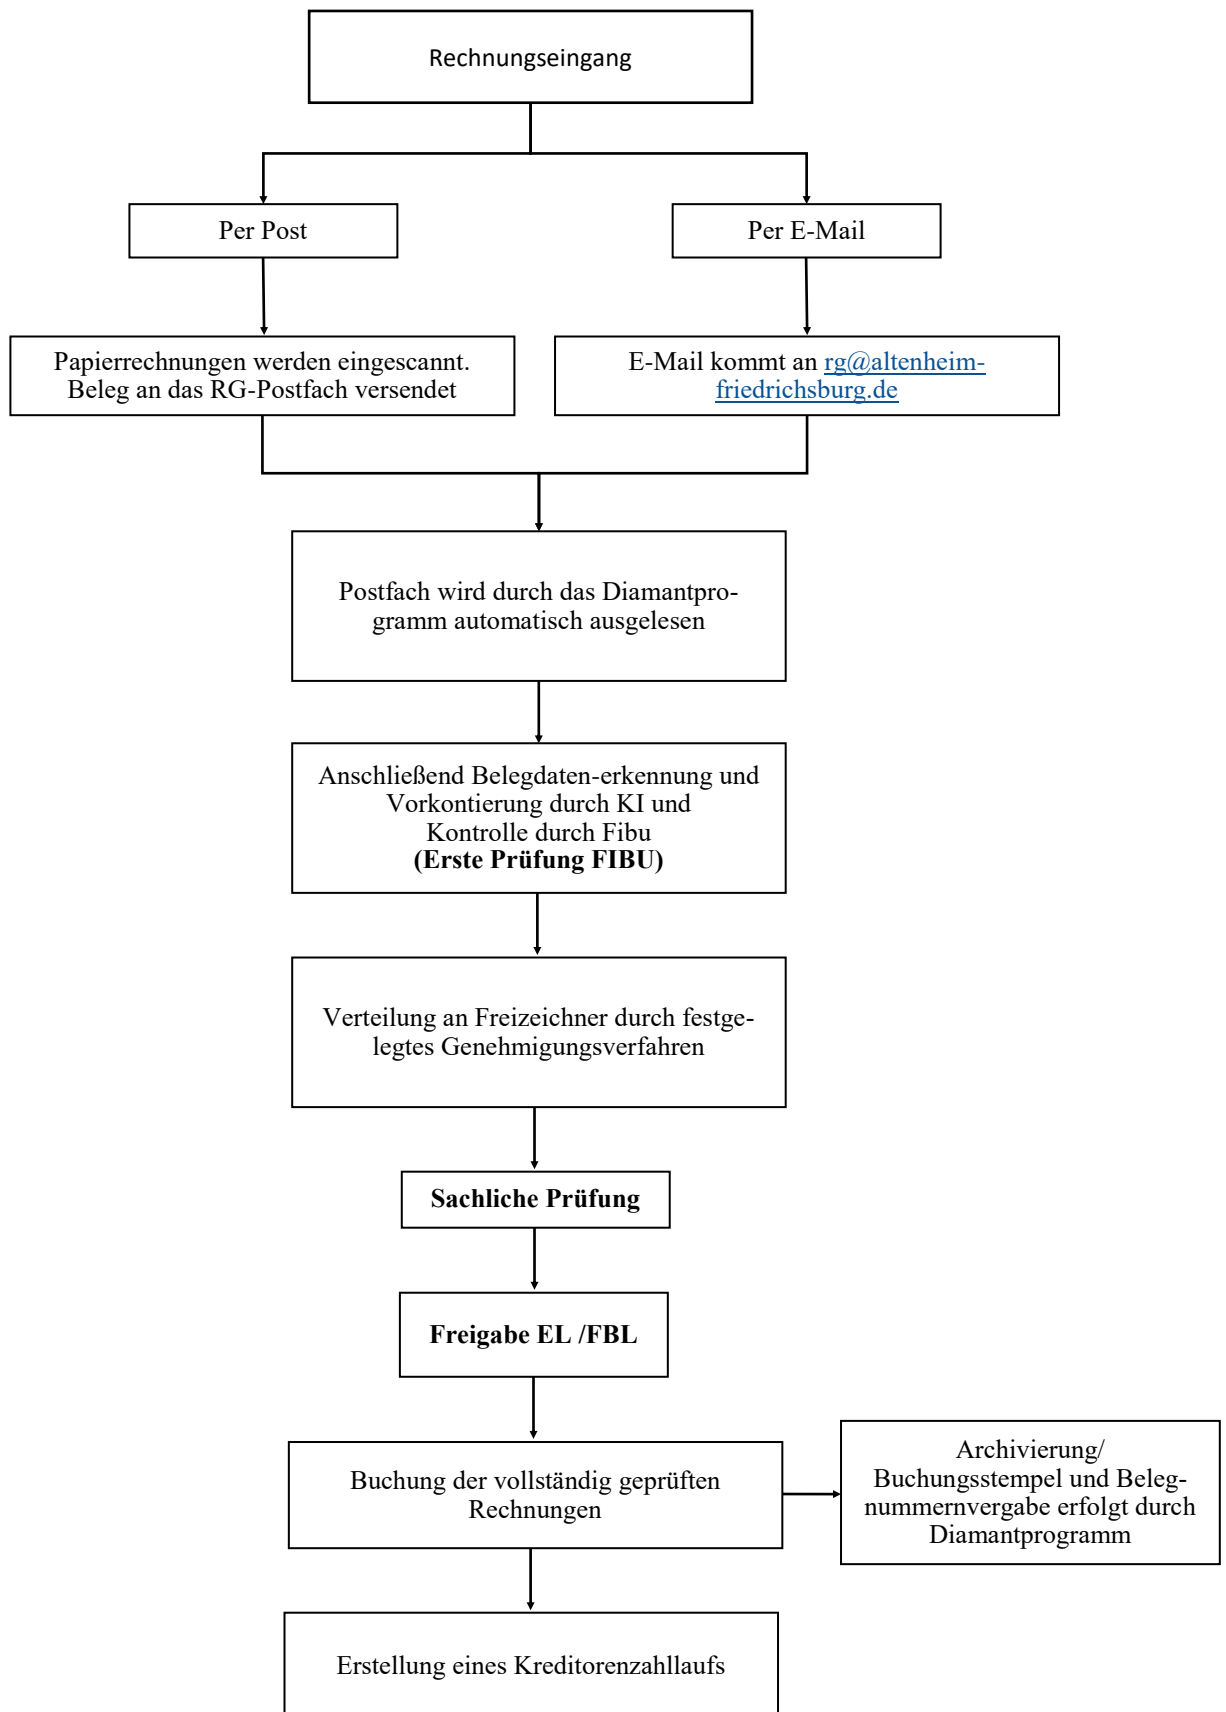 Rechnungseingang
Per Post
Per E-Mail
Papierrechnungen werden eingescannt.
Beleg an das RG-Postfach versendet
E-Mail kommt an rg@altenheim-
friedrichsburg.de
Postfach wird durch das Diamantpro-
gramm automatisch ausgelesen
Anschließend Belegdaten-erkennung und
Vorkontierung durch KI und
Kontrolle durch Fibu
(Erste Prüfung FIBU)
Verteilung an Freizeichner durch festge-
legtes Genehmigungsverfahren
Sachliche Prüfung
Freigabe EL /FBL
Buchung der vollständig geprüften
Rechnungen
Archivierung/
Buchungsstempel und Beleg-
nummernvergabe erfolgt durch
Diamantprogramm
Erstellung eines Kreditorenzahllaufs